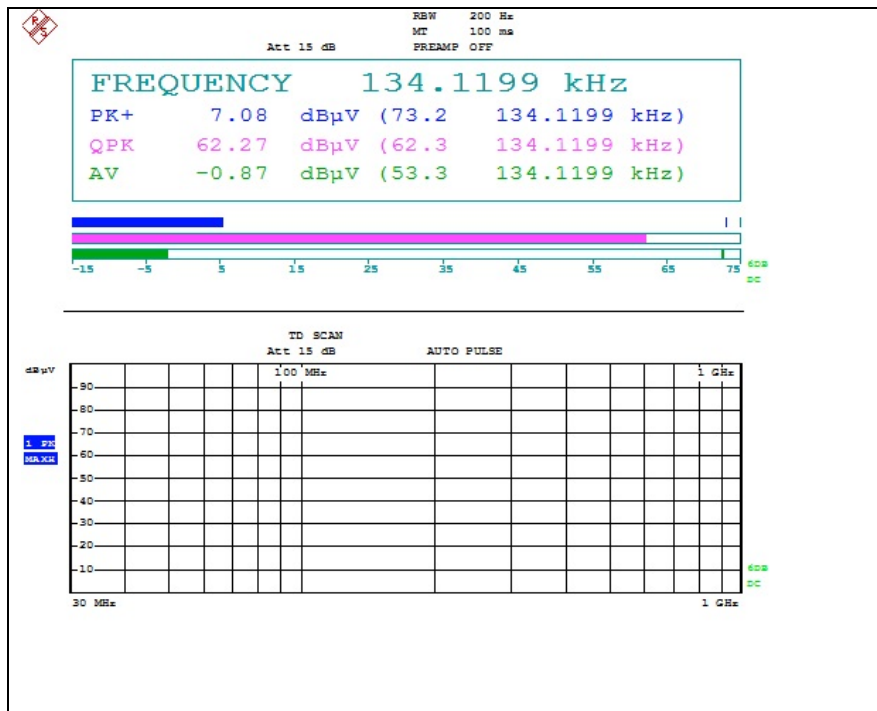 RBW 200 Hz
MT 100 ms
Att 15 dB PREAMP OFF
FREQUENCY 134.1199 kHz
PK+ 7.08 dBµV (73.2 134.1199 kHz)
QPK 62.27 dBµV (62.3 134.1199 kHz)
AV -0.87 dBµV (53.3 134.1199 kHz)
-15 -5 5 15 25 35 45 55 65 75
6DB
DC
TD SCAN
Att 15 dB AUTO PULSE
dBµV
100 MHz 1 GHz
90
80
70
1 PK
MAXH
60
50
40
30
20
10
6DB
DC
30 MHz 1 GHz